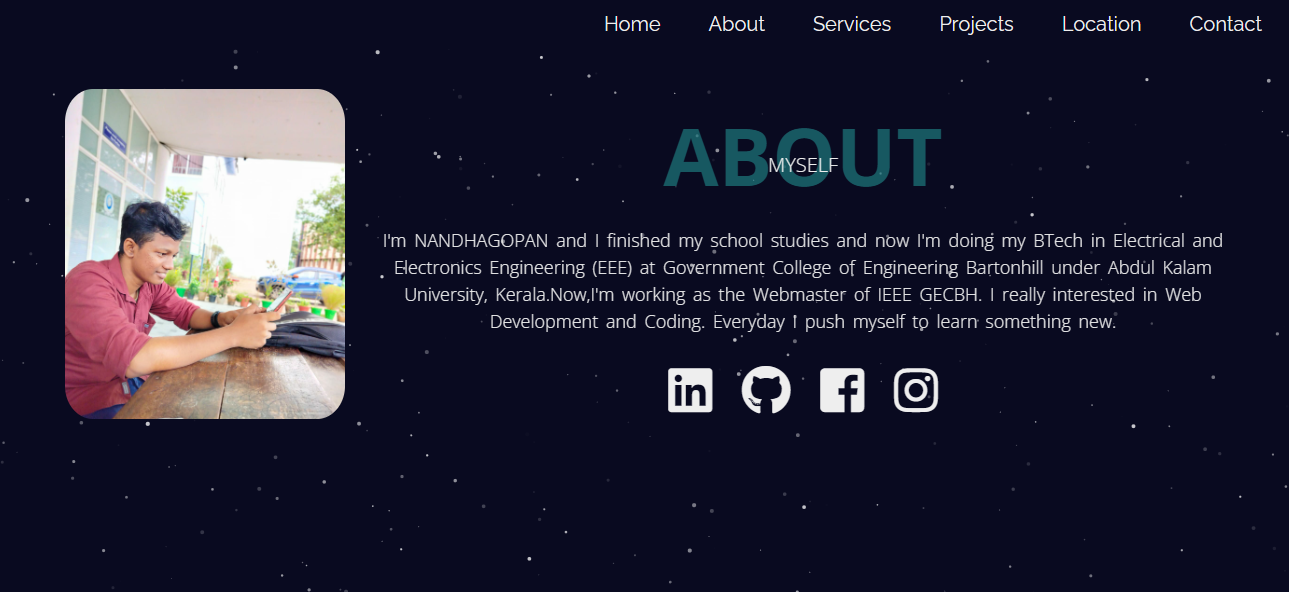 Home About Services Projects Location Contact
ABOUT
MYSELF
I'm NANDHAGOPAN and I finished my school studies and now I'm doing my BTech in Electrical and
Electronics Engineering (EEE) at Government College of Engineering Bartonhill under Abdul Kalam
University, Kerala.Now,I'm working as the Webmaster of IEEE GECBH. I really interested in Web
Development and Coding. Everyday I push myself to learn something new.
in